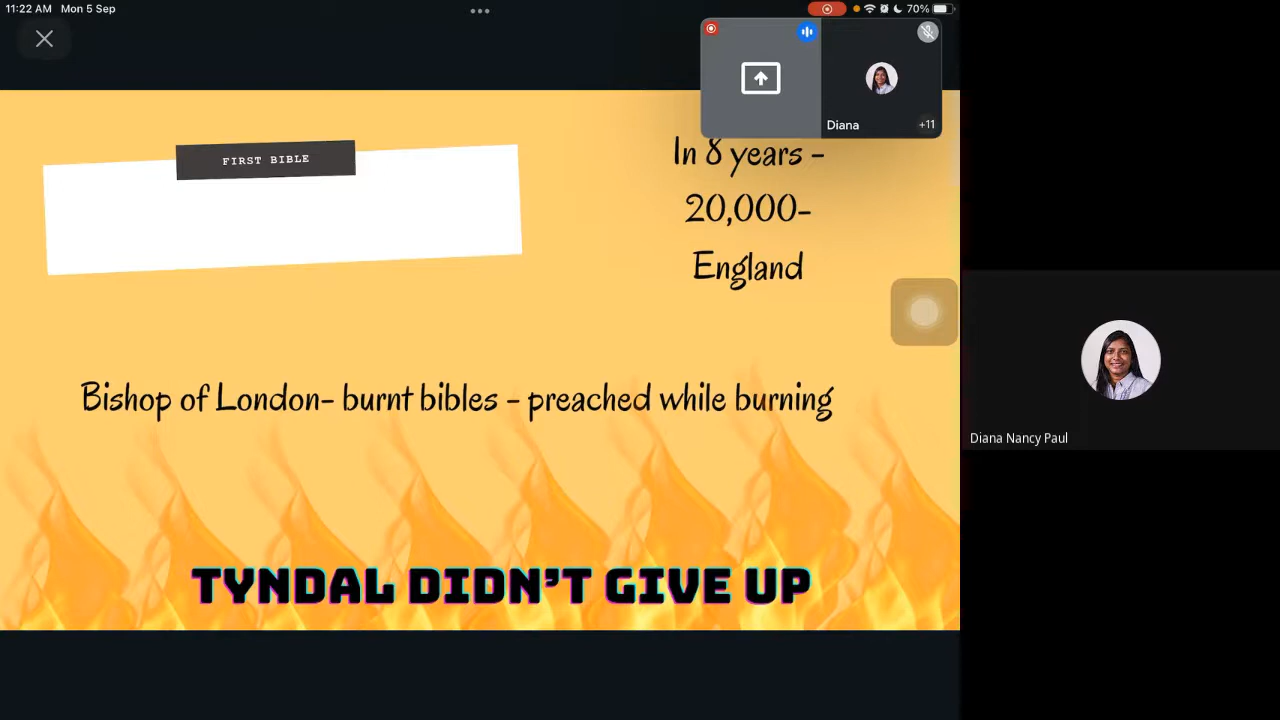 11:22 AM Mon 5 Sep
70%
Diana
+11
FIRST BIBLE
In 8 years -
20,000-
England
Bishop of London- burnt bibles - preached while burning
TYNDAL DIDN'T GIVE UP
Diana Nancy Paul